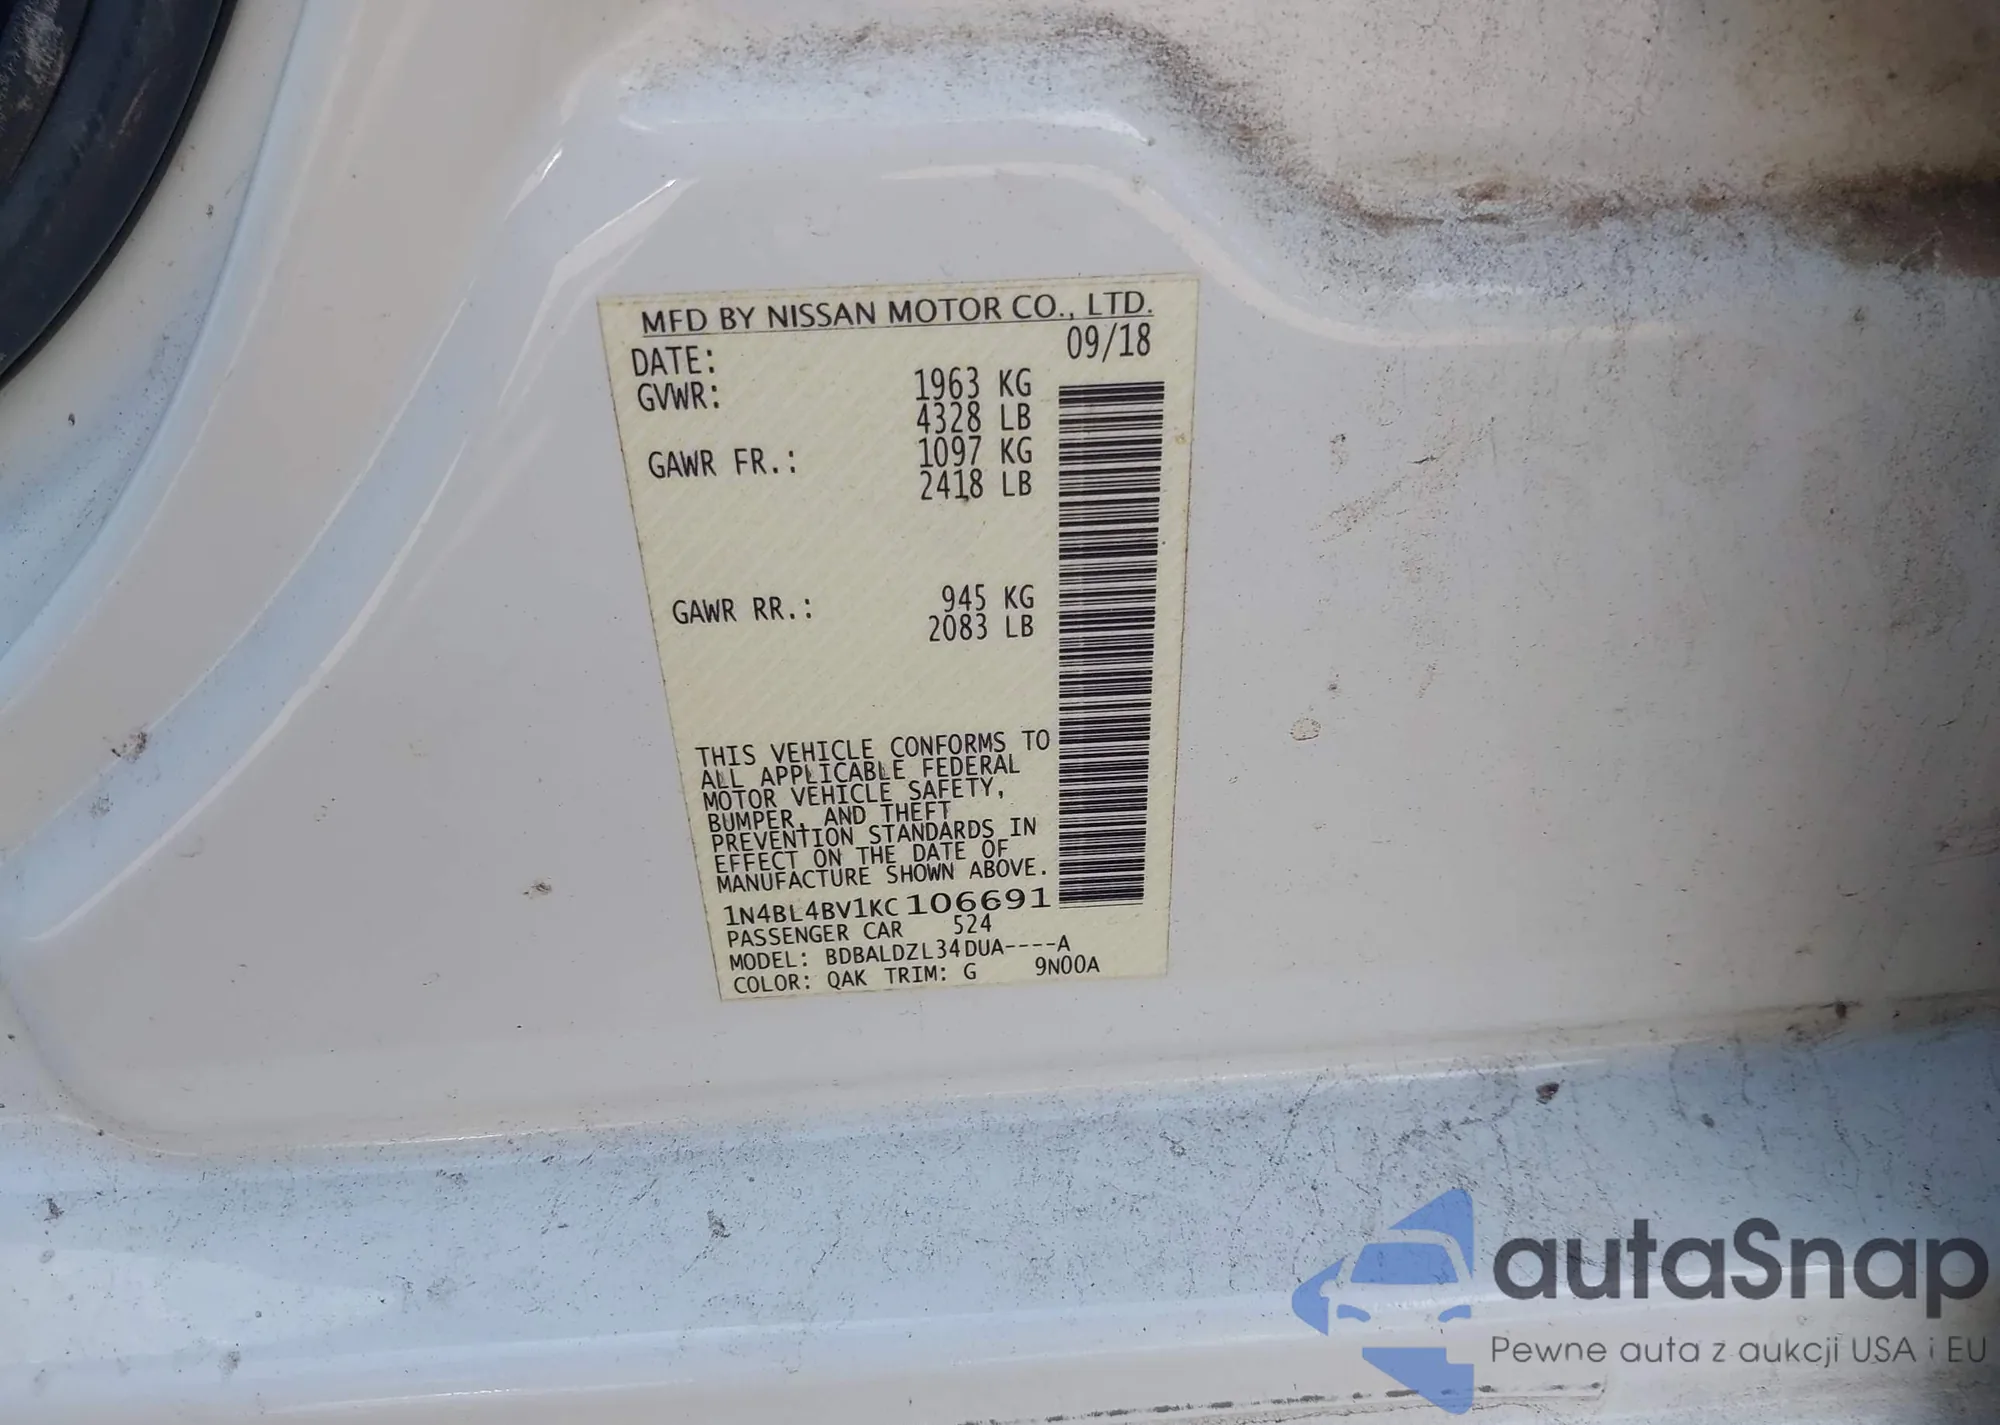 MFD BY NISSAN MOTOR CO., LTD.
DATE: 09/18
GVWR: 1963 KG
4328 LB
GAWR FR.: 1097 KG
2418 LB
GAWR RR.: 945 KG
2083 LB
THIS VEHICLE CONFORMS TO
ALL APPLICABLE FEDERAL
MOTOR VEHICLE SAFETY,
BUMPER, AND THEFT
PREVENTION STANDARDS IN
EFFECT ON THE DATE OF
MANUFACTURE SHOWN ABOVE.
1N4BL4BV1KC106691
PASSENGER CAR 524
MODEL: BDBALDZL34DUA----A
COLOR: QAK TRIM: G 9N00A
autaSnap
Pewne auta z aukcji USA i EU